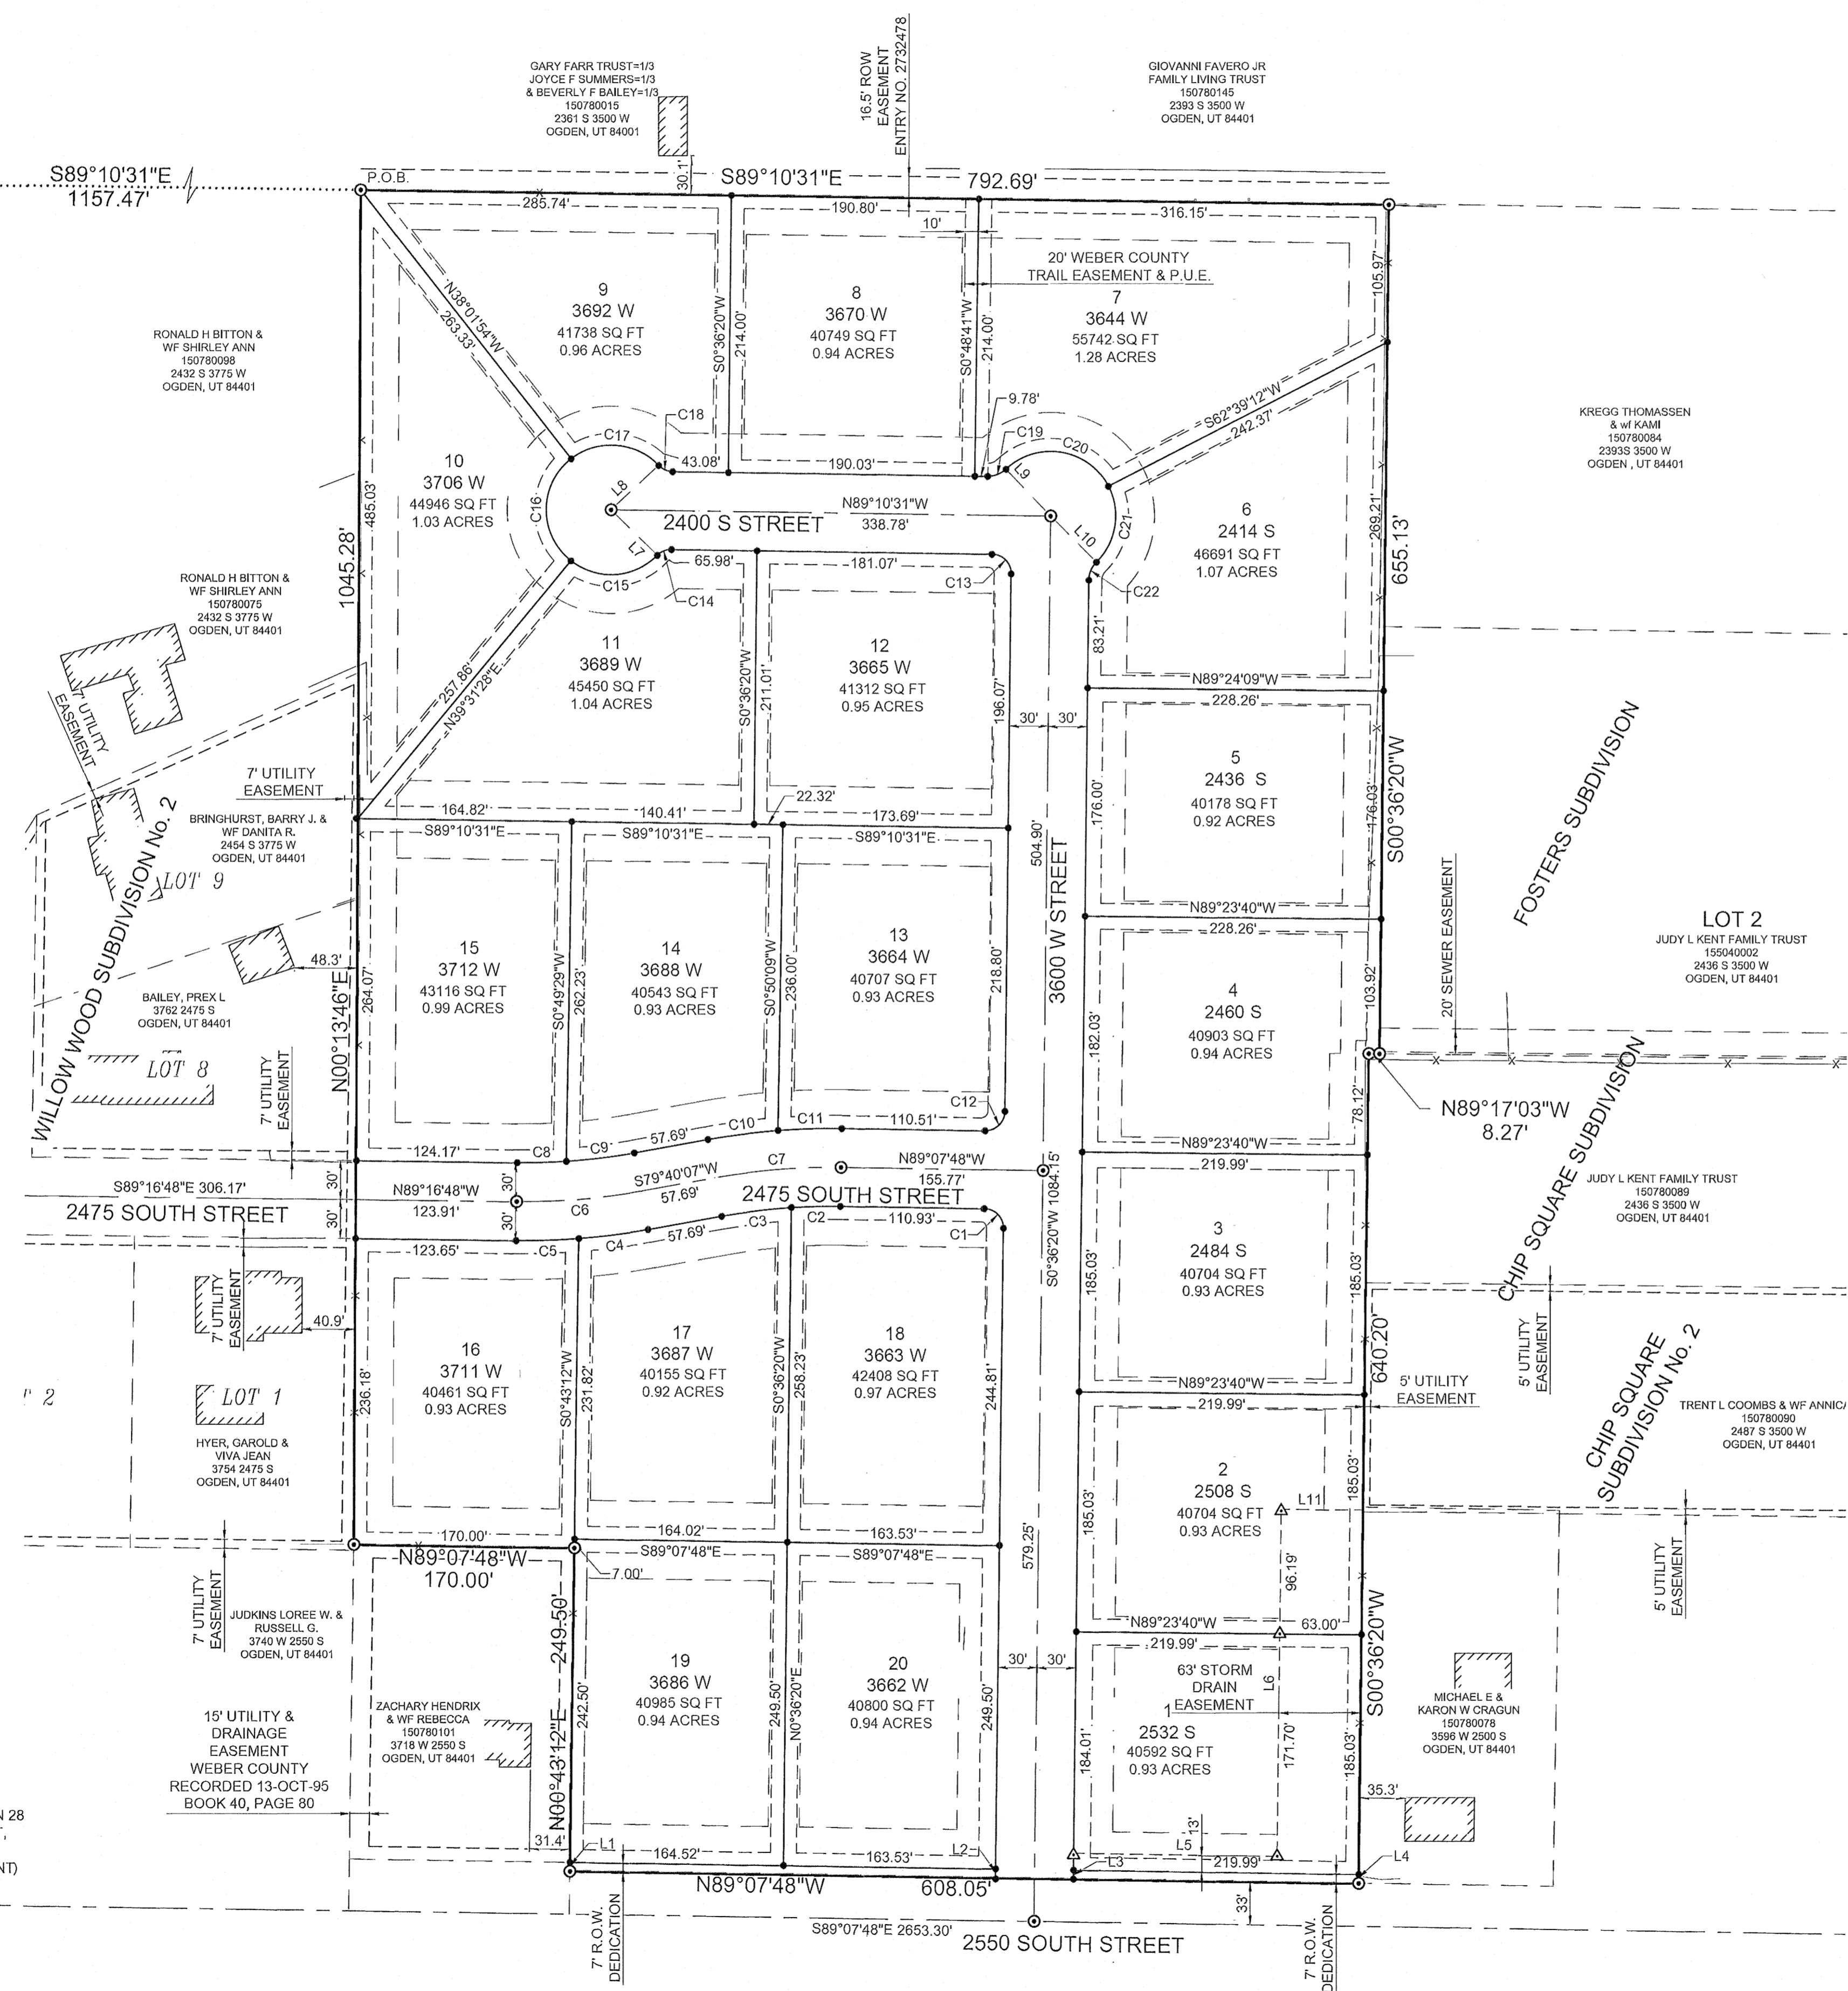 GARY FARR TRUST=1/3
JOYCE F SUMMERS=1/3
& BEVERLY F BAILEY=1/3
150780015
2361 S 3500 W
OGDEN, UT 84001
16.5' ROW
EASEMENT
ENTRY NO. 2732478
GIOVANNI FAVERO JR
FAMILY LIVING TRUST
150780145
2393 S 3500 W
OGDEN, UT 84401
S89°10'31"E
1157.47'
P.O.B.
30.1'
S89°10'31"E
792.69'
285.74'
190.80'
316.15'
10'
20' WEBER COUNTY
TRAIL EASEMENT & P.U.E.
105.97'
N38°01'54"W
263.33'
9
3692 W
41738 SQ FT
0.96 ACRES
S0°36'20"W
214.00'
8
3670 W
40749 SQ FT
0.94 ACRES
S0°48'41"W
214.00'
7
3644 W
55742 SQ FT
1.28 ACRES
RONALD H BITTON &
WF SHIRLEY ANN
150780098
2432 S 3775 W
OGDEN, UT 84401
S62°39'12"W
242.37'
KREGG THOMASSEN
& wf KAMI
150780084
2393S 3500 W
OGDEN , UT 84401
9.78'
C18
C17
C19
C20
43.08'
190.03'
L8
L9
10
3706 W
44946 SQ FT
1.03 ACRES
485.03'
C16
N89°10'31"W
338.78'
2400 S STREET
L7
L10
C21
6
2414 S
46691 SQ FT
1.07 ACRES
269.21'
655.13'
1045.28'
65.98'
181.07'
C15
C14
C13
C22
RONALD H BITTON &
WF SHIRLEY ANN
150780075
2432 S 3775 W
OGDEN, UT 84401
83.21'
257.86'
N39°31'28"E
11
3689 W
45450 SQ FT
1.04 ACRES
S0°36'20"W
211.01'
12
3665 W
41312 SQ FT
0.95 ACRES
196.07'
N89°24'09"W
228.26'
30'
30'
7' UTILITY
EASEMENT
7' UTILITY
EASEMENT
5
2436 S
40178 SQ FT
0.92 ACRES
176.00'
176.03'
S00°36'20"W
FOSTERS SUBDIVISION
164.82'
140.41'
22.32'
173.69'
S89°10'31"E
S89°10'31"E
S89°10'31"E
BRINGHURST, BARRY J. &
WF DANITA R.
2454 S 3775 W
OGDEN, UT 84401
LOT 9
WILLOW WOOD SUBDIVISION No. 2
504.90'
3600 W STREET
N89°23'40"W
228.26'
20' SEWER EASEMENT
LOT 2
JUDY L KENT FAMILY TRUST
155040002
2436 S 3500 W
OGDEN, UT 84401
48.3'
BAILEY, PREX L
3762 2475 S
OGDEN, UT 84401
LOT 8
N00°13'46"E
264.07'
15
3712 W
43116 SQ FT
0.99 ACRES
S0°49'29"W
262.23'
14
3688 W
40543 SQ FT
0.93 ACRES
S0°50'09"W
236.00'
13
3664 W
40707 SQ FT
0.93 ACRES
218.80'
182.03'
4
2460 S
40903 SQ FT
0.94 ACRES
103.92'
78.12'
N89°17'03"W
8.27'
7' UTILITY
EASEMENT
C12
124.17'
C8
C9
57.69'
C10
C11
110.51'
N89°23'40"W
219.99'
CHIP SQUARE SUBDIVISION
30'
30'
S89°16'48"E 306.17'
2475 SOUTH STREET
N89°16'48"W
123.91'
30'
30'
C6
S79°40'07"W
57.69'
C7
N89°07'48"W
155.77'
2475 SOUTH STREET
JUDY L KENT FAMILY TRUST
150780089
2436 S 3500 W
OGDEN, UT 84401
123.65'
C5
C4
57.69'
C3
C2
110.93'
C1
S0°36'20"W 1084.15'
185.03'
3
2484 S
40704 SQ FT
0.93 ACRES
185.03'
7' UTILITY
EASEMENT
40.9'
LOT 1
2
HYER, GAROLD &
VIVA JEAN
3754 2475 S
OGDEN, UT 84401
236.18'
16
3711 W
40461 SQ FT
0.93 ACRES
S0°43'12"W
231.82'
17
3687 W
40155 SQ FT
0.92 ACRES
S0°36'20"W
258.23'
18
3663 W
42408 SQ FT
0.97 ACRES
244.81'
N89°23'40"W
219.99'
640.20'
5' UTILITY
EASEMENT
5' UTILITY
EASEMENT
CHIP SQUARE
SUBDIVISION No. 2
TRENT L COOMBS & WF ANNICA
150780090
2487 S 3500 W
OGDEN, UT 84401
185.03'
2
2508 S
40704 SQ FT
0.93 ACRES
185.03'
L11
96.19'
170.00'
164.02'
163.53'
N89°07'48"W
170.00'
S89°07'48"E
S89°07'48"E
7.00'
579.25'
7' UTILITY
EASEMENT
5' UTILITY
EASEMENT
JUDKINS LOREE W. &
RUSSELL G.
3740 W 2550 S
OGDEN, UT 84401
N89°23'40"W
63.00'
219.99'
30'
30'
15' UTILITY &
DRAINAGE
EASEMENT
WEBER COUNTY
RECORDED 13-OCT-95
BOOK 40, PAGE 80
ZACHARY HENDRIX
& WF REBECCA
150780101
3718 W 2550 S
OGDEN, UT 84401
N00°43'12"E
249.50'
242.50'
19
3686 W
40985 SQ FT
0.94 ACRES
249.50'
N0°36'20"E
20
3662 W
40800 SQ FT
0.94 ACRES
249.50'
63' STORM
DRAIN
EASEMENT
L6
1
2532 S
40592 SQ FT
0.93 ACRES
184.01'
171.70'
185.03'
S00°36'20"W
MICHAEL E &
KARON W CRAGUN
150780078
3596 W 2500 S
OGDEN, UT 84401
35.3'
31.4'
L1
164.52'
163.53'
L2
L3
13'
L5
219.99'
L4
N89°07'48"W
608.05'
7' R.O.W.
DEDICATION
S89°07'48"E 2653.30'
2550 SOUTH STREET
33'
7' R.O.W.
DEDICATION
N 28
NT)